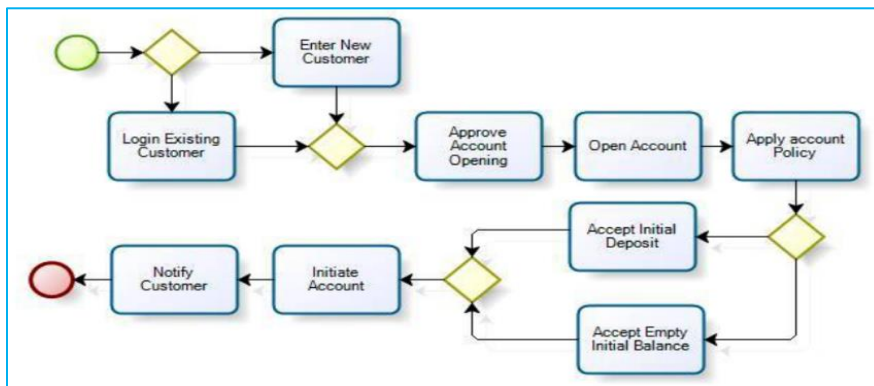 Enter New
Customer
Login Existing
Customer
Approve
Account
Opening
Open Account
Apply account
Policy
Accept Initial
Deposit
Accept Empty
Initial Balance
Initiate
Account
Notify
Customer